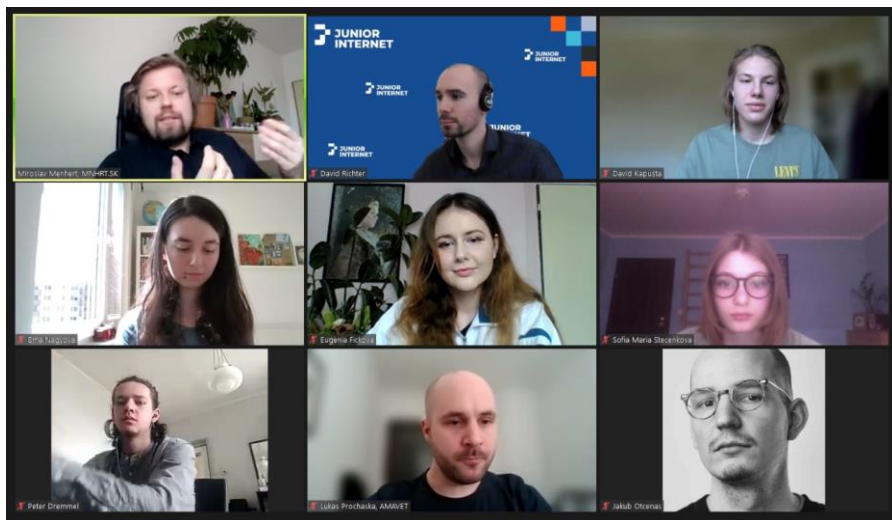 JUNIOR
INTERNET
JUNIOR
INTERNET
JUNIOR
INTERNET
JUNIOR
JUNIOR
INTERNET
LEVI'S
Miroslav Menhert, MNHRT.SK
David Richter
David Kapusta
Ema Nagyova
Eugenia Fickova
Sofia Maria Stecenkova
Peter Dremmel
Lukas Prochaska, AMAVET
Jakub Otcenas